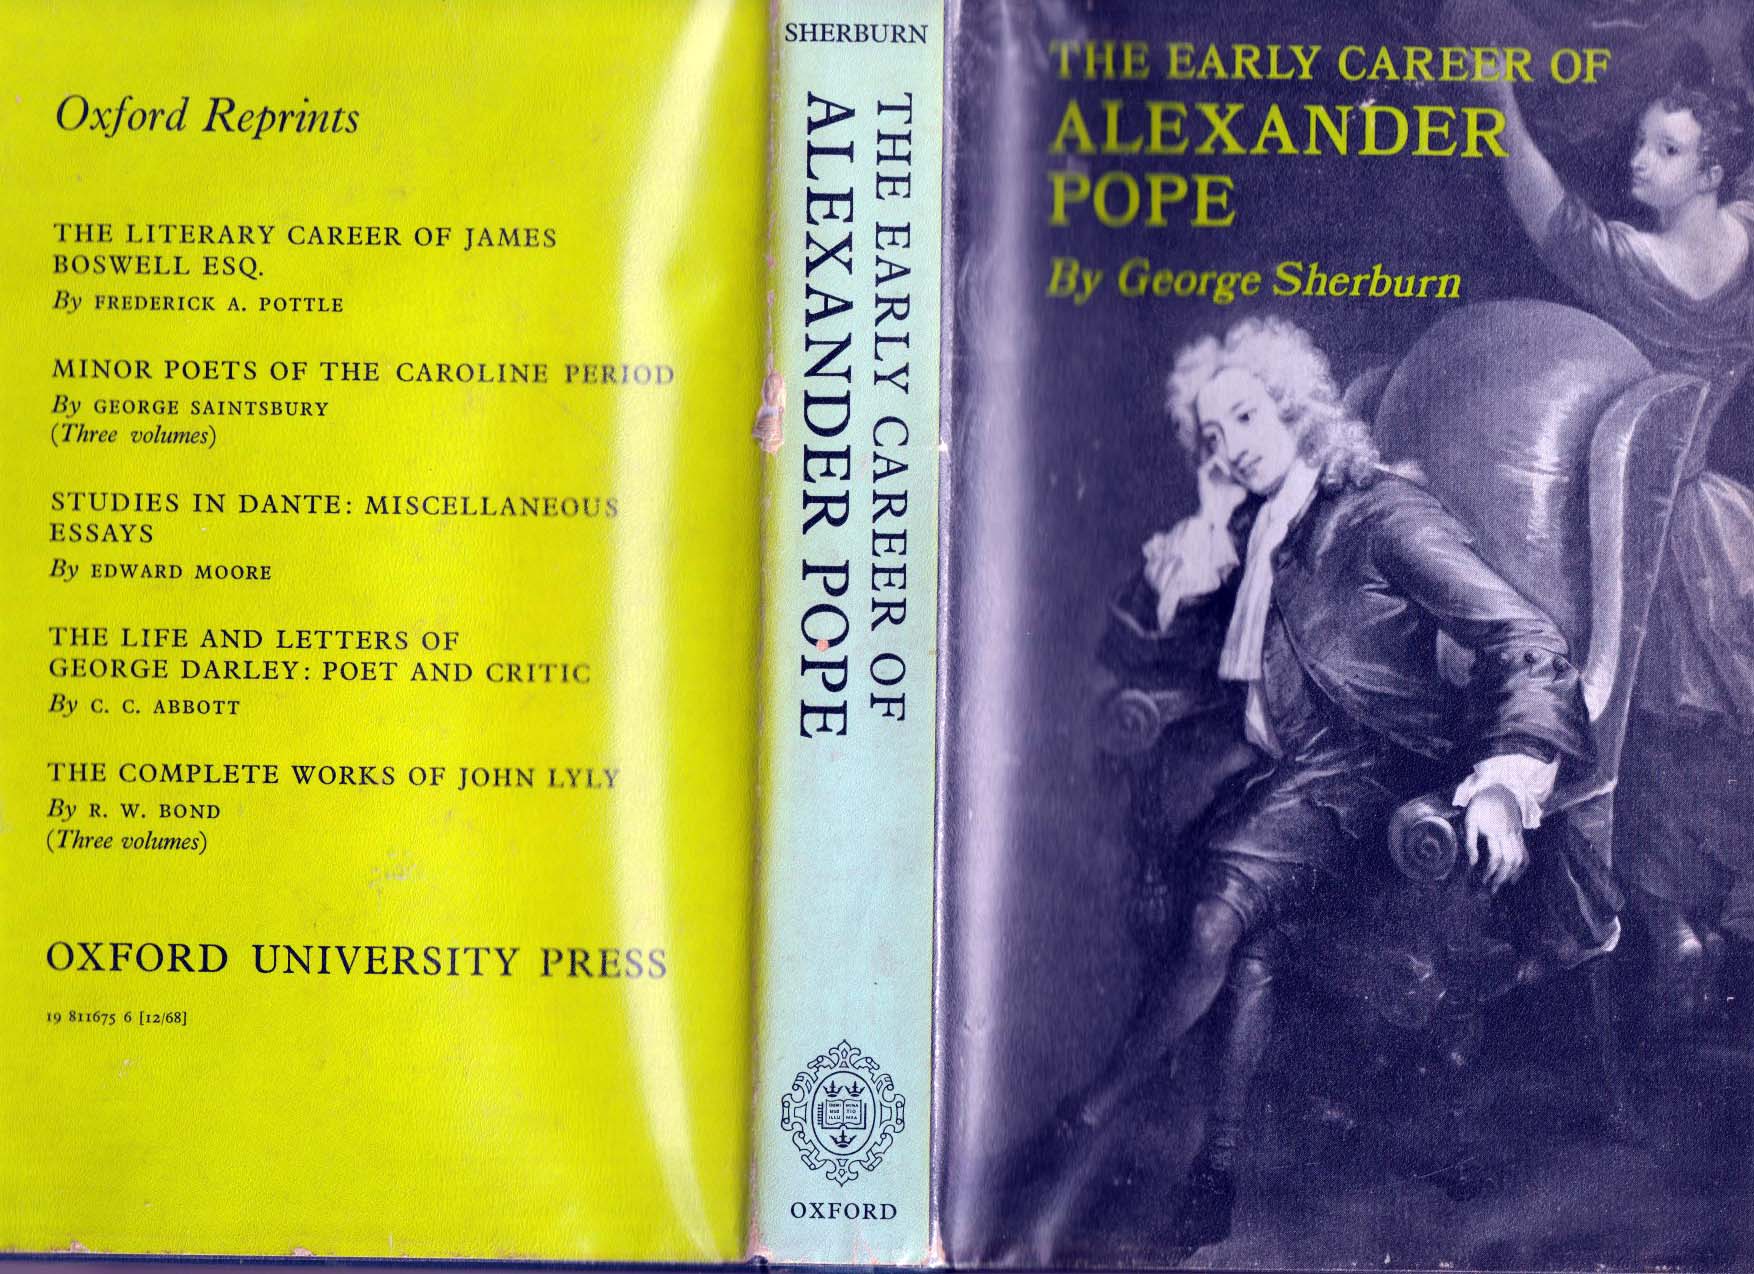 Oxford Reprints
THE LITERARY CAREER OF JAMES
BOSWELL ESQ.
By FREDERICK A. POTTLE
MINOR POETS OF THE CAROLINE PERIOD
By GEORGE SAINTSBURY
(Three volumes)
STUDIES IN DANTE: MISCELLANEOUS
ESSAYS
By EDWARD MOORE
THE LIFE AND LETTERS OF
GEORGE DARLEY: POET AND CRITIC
By C. C. ABBOTT
THE COMPLETE WORKS OF JOHN LYLY
By R. W. BOND
(Three volumes)
OXFORD UNIVERSITY PRESS
19 811675 6 [12/68]
SHERBURN
THE EARLY CAREER OF
ALEXANDER POPE
OXFORD
THE EARLY CAREER OF
ALEXANDER
POPE
By George Sherburn